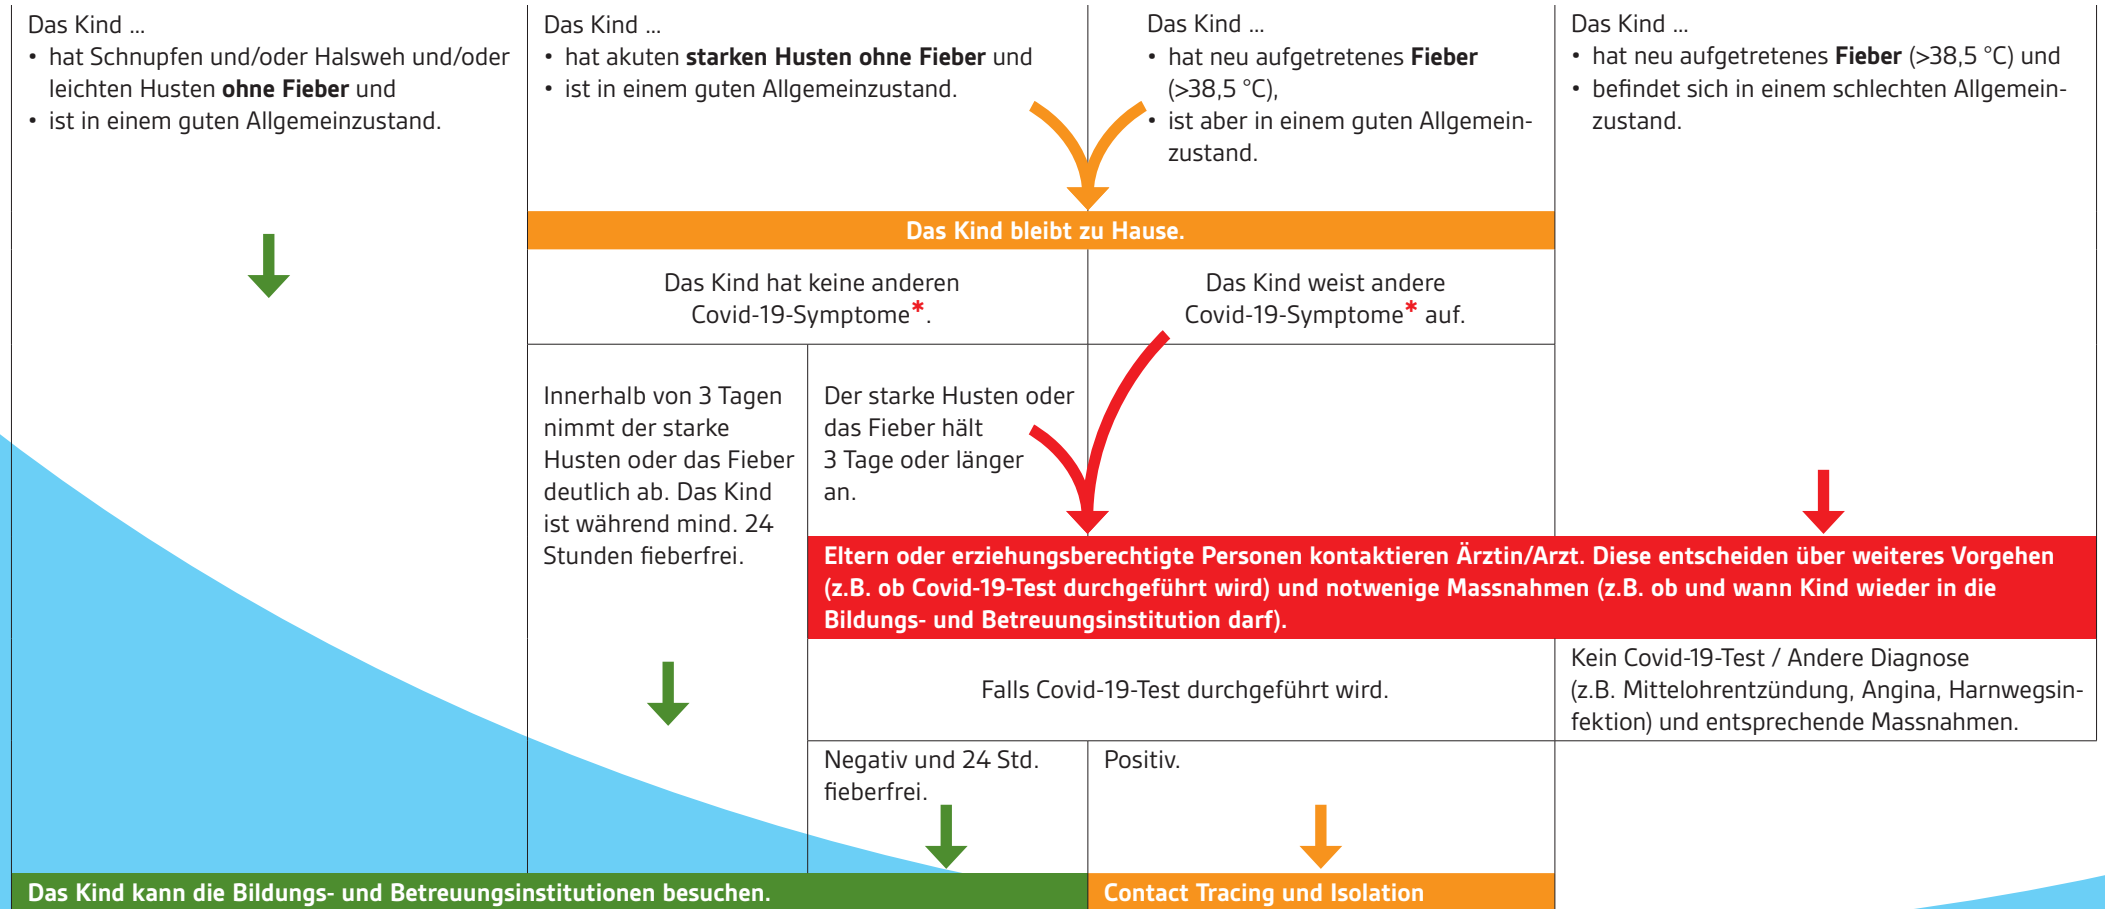 Das Kind ...
• hat Schnupfen und/oder Halsweh und/oder
leichten Husten ohne Fieber und
• ist in einem guten Allgemeinzustand.
Das Kind ...
• hat akuten starken Husten ohne Fieber und
• ist in einem guten Allgemeinzustand.
Das Kind ...
• hat neu aufgetretenes Fieber
(>38,5 °C),
• ist aber in einem guten Allgemein-
zustand.
Das Kind ...
• hat neu aufgetretenes Fieber (>38,5 °C) und
• befindet sich in einem schlechten Allgemein-
zustand.
Das Kind bleibt zu Hause.
Das Kind hat keine anderen
Covid-19-Symptome*.
Das Kind weist andere
Covid-19-Symptome* auf.
Innerhalb von 3 Tagen
nimmt der starke
Husten oder das Fieber
deutlich ab. Das Kind
ist während mind. 24
Stunden fieberfrei.
Der starke Husten oder
das Fieber hält
3 Tage oder länger
an.
Eltern oder erziehungsberechtigte Personen kontaktieren Ärztin/Arzt. Diese entscheiden über weiteres Vorgehen
(z.B. ob Covid-19-Test durchgeführt wird) und notwenige Massnahmen (z.B. ob und wann Kind wieder in die
Bildungs- und Betreuungsinstitution darf).
Falls Covid-19-Test durchgeführt wird.
Kein Covid-19-Test / Andere Diagnose
(z.B. Mittelohrentzündung, Angina, Harnwegsin-
fektion) und entsprechende Massnahmen.
Negativ und 24 Std.
fieberfrei.
Positiv.
Das Kind kann die Bildungs- und Betreuungsinstitutionen besuchen.
Contact Tracing und Isolation